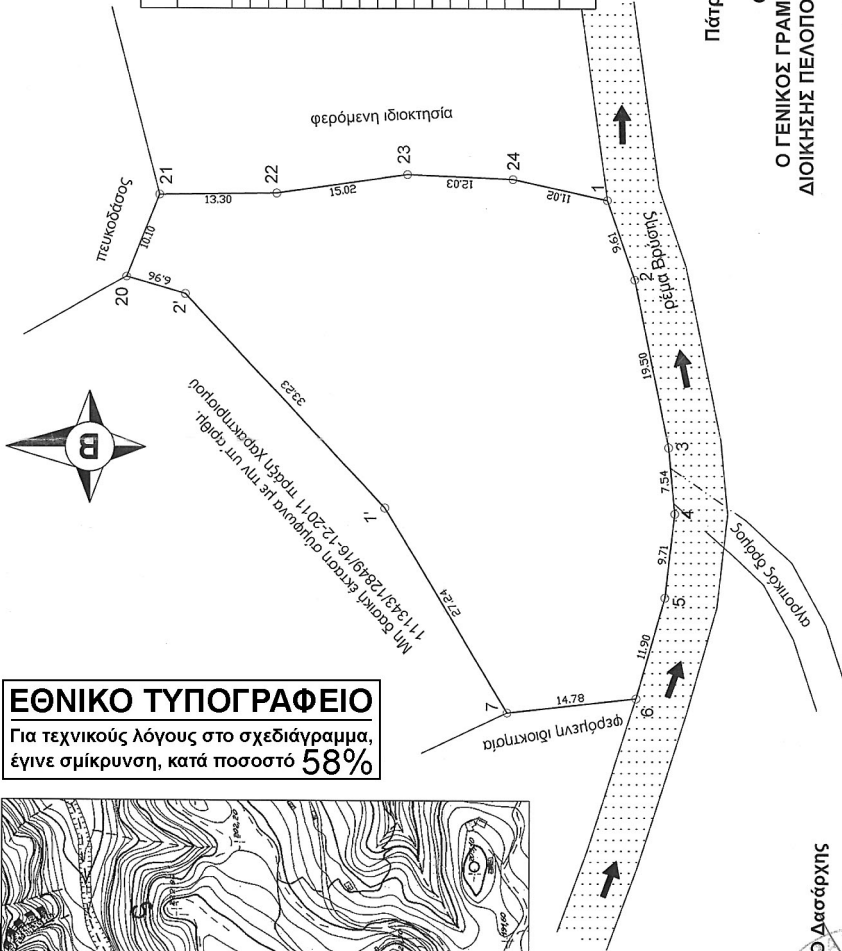 Πάτρ
Ο ΓΕΝΙΚΟΣ ΓΡΑΜ
ΔΙΟΙΚΗΣΗΣ ΠΕΛΟΠΟ
φερόμενη ιδιοκτησία
πευκοδάσος
21
22
23
24
1
13.30
15.02
12.03
11.02
10.10
6.96
20
2'
9.61
2
ρέμα Βρύσης
19.50
33.23
3
7.54
4
1'
Β
Μη δασική έκταση σύμφωνα με την υπ' αριθμ.
111343/12849/16-12-2011 πράξη χαρακτηρισμού
9.71
5
αγροτικός δρόμος
27.24
11.90
7
14.78
6
φερόμενη ιδιοκτησία
ΕΘΝΙΚΟ ΤΥΠΟΓΡΑΦΕΙΟ
Για τεχνικούς λόγους στο σχεδιάγραμμα,
έγινε σμίκρυνση, κατά ποσοστό 58%
Ο Δασάρχης